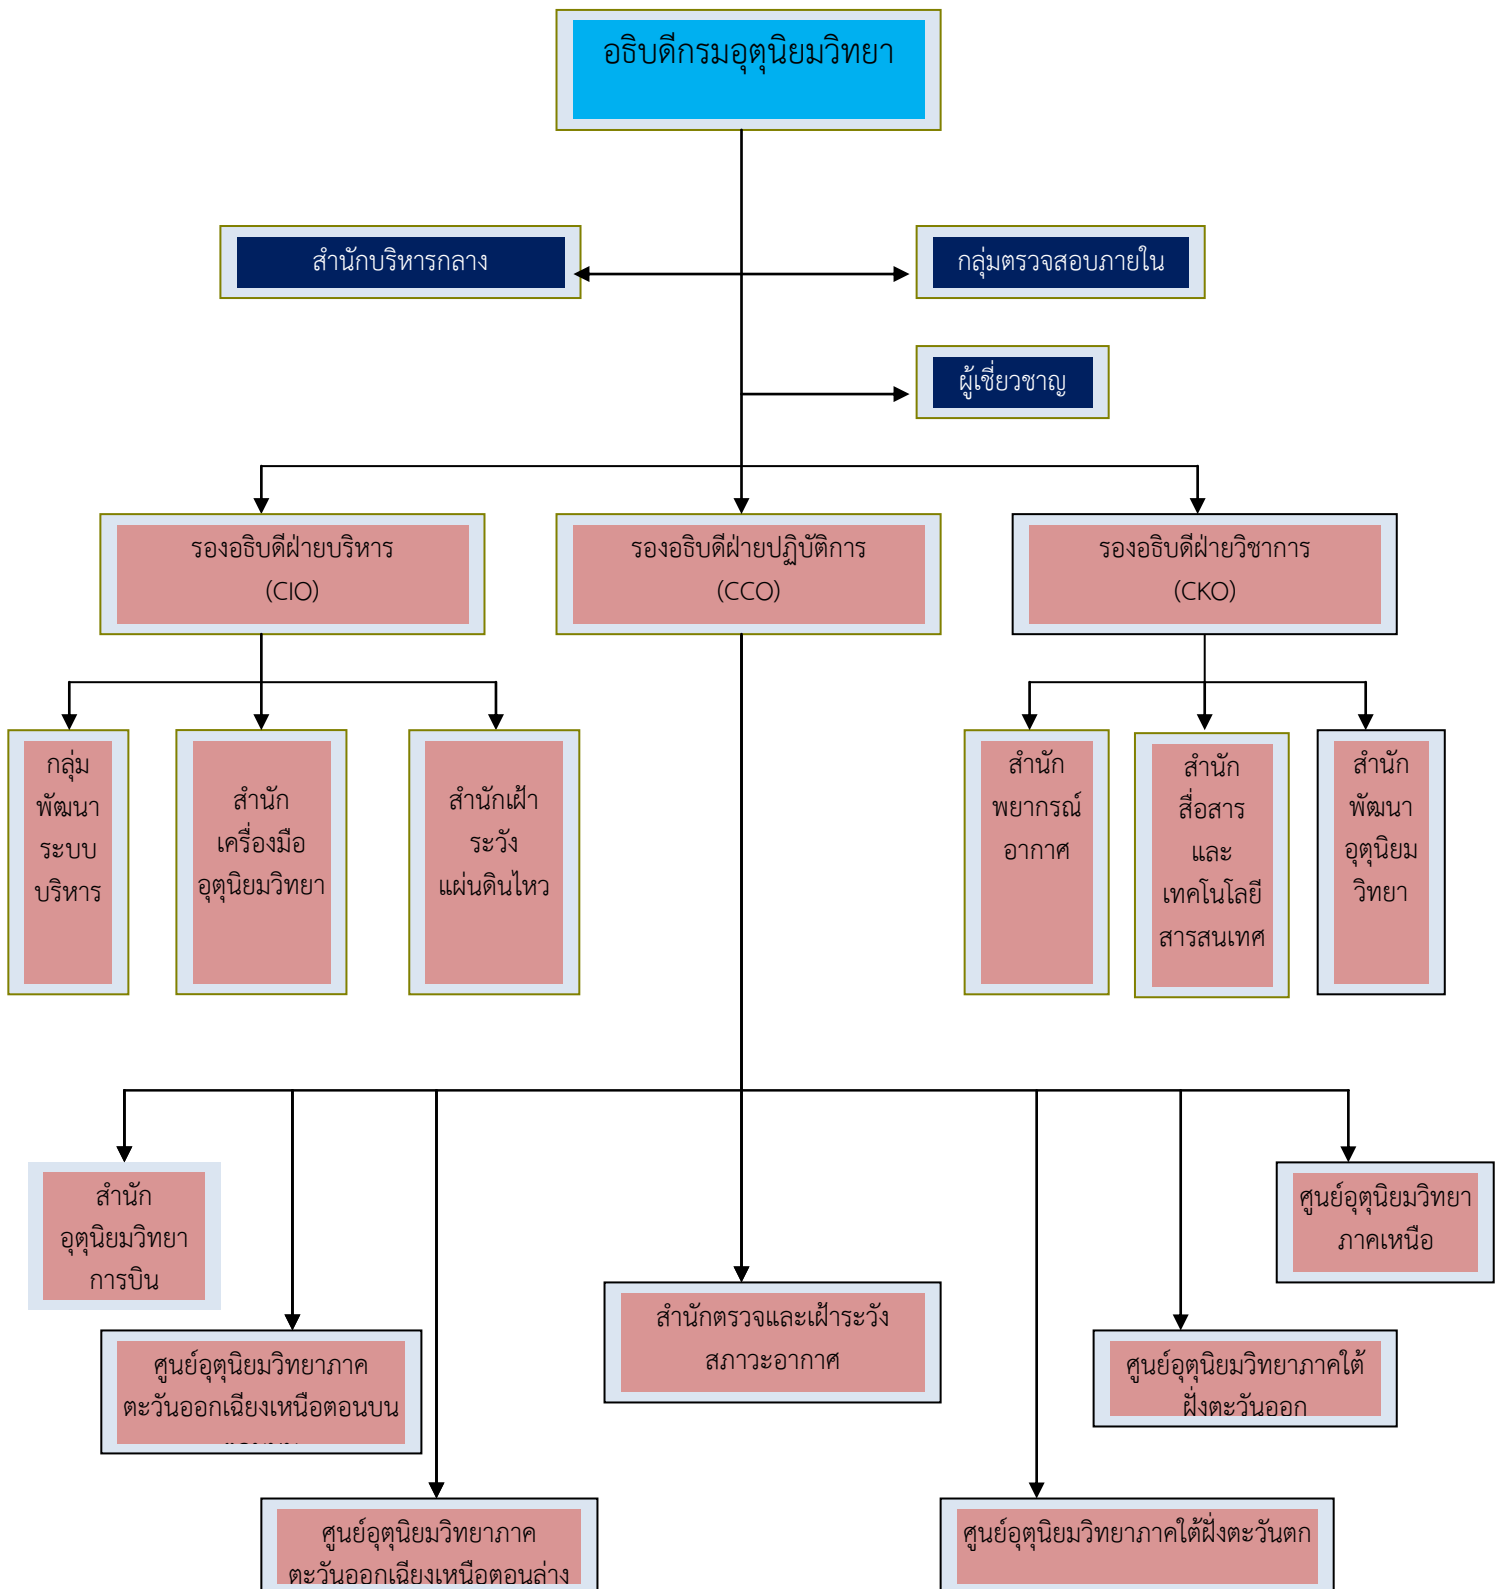 อธิบดีกรมอุตุนิยมวิทยา
สำนักบริหารกลาง
กลุ่มตรวจสอบภายใน
ผู้เชี่ยวชาญ
รองอธิบดีฝ่ายบริหาร
(CIO)
รองอธิบดีฝ่ายปฏิบัติการ
(CCO)
รองอธิบดีฝ่ายวิชาการ
(CKO)
กลุ่ม
พัฒนา
ระบบ
บริหาร
สำนัก
เครื่องมือ
อุตุนิยมวิทยา
สำนักเฝ้า
ระวัง
แผ่นดินไหว
สำนัก
พยากรณ์
อากาศ
สำนัก
สื่อสาร
และ
เทคโนโลยี
สารสนเทศ
สำนัก
พัฒนา
อุตุนิยม
วิทยา
สำนัก
อุตุนิยมวิทยา
การบิน
ศูนย์อุตุนิยมวิทยา
ภาคเหนือ
สำนักตรวจและเฝ้าระวัง
สภาวะอากาศ
ศูนย์อุตุนิยมวิทยาภาค
ตะวันออกเฉียงเหนือตอนบน
ศูนย์อุตุนิยมวิทยาภาคใต้
ฝั่งตะวันออก
ศูนย์อุตุนิยมวิทยาภาค
ตะวันออกเฉียงเหนือตอนล่าง
ศูนย์อุตุนิยมวิทยาภาคใต้ฝั่งตะวันตก